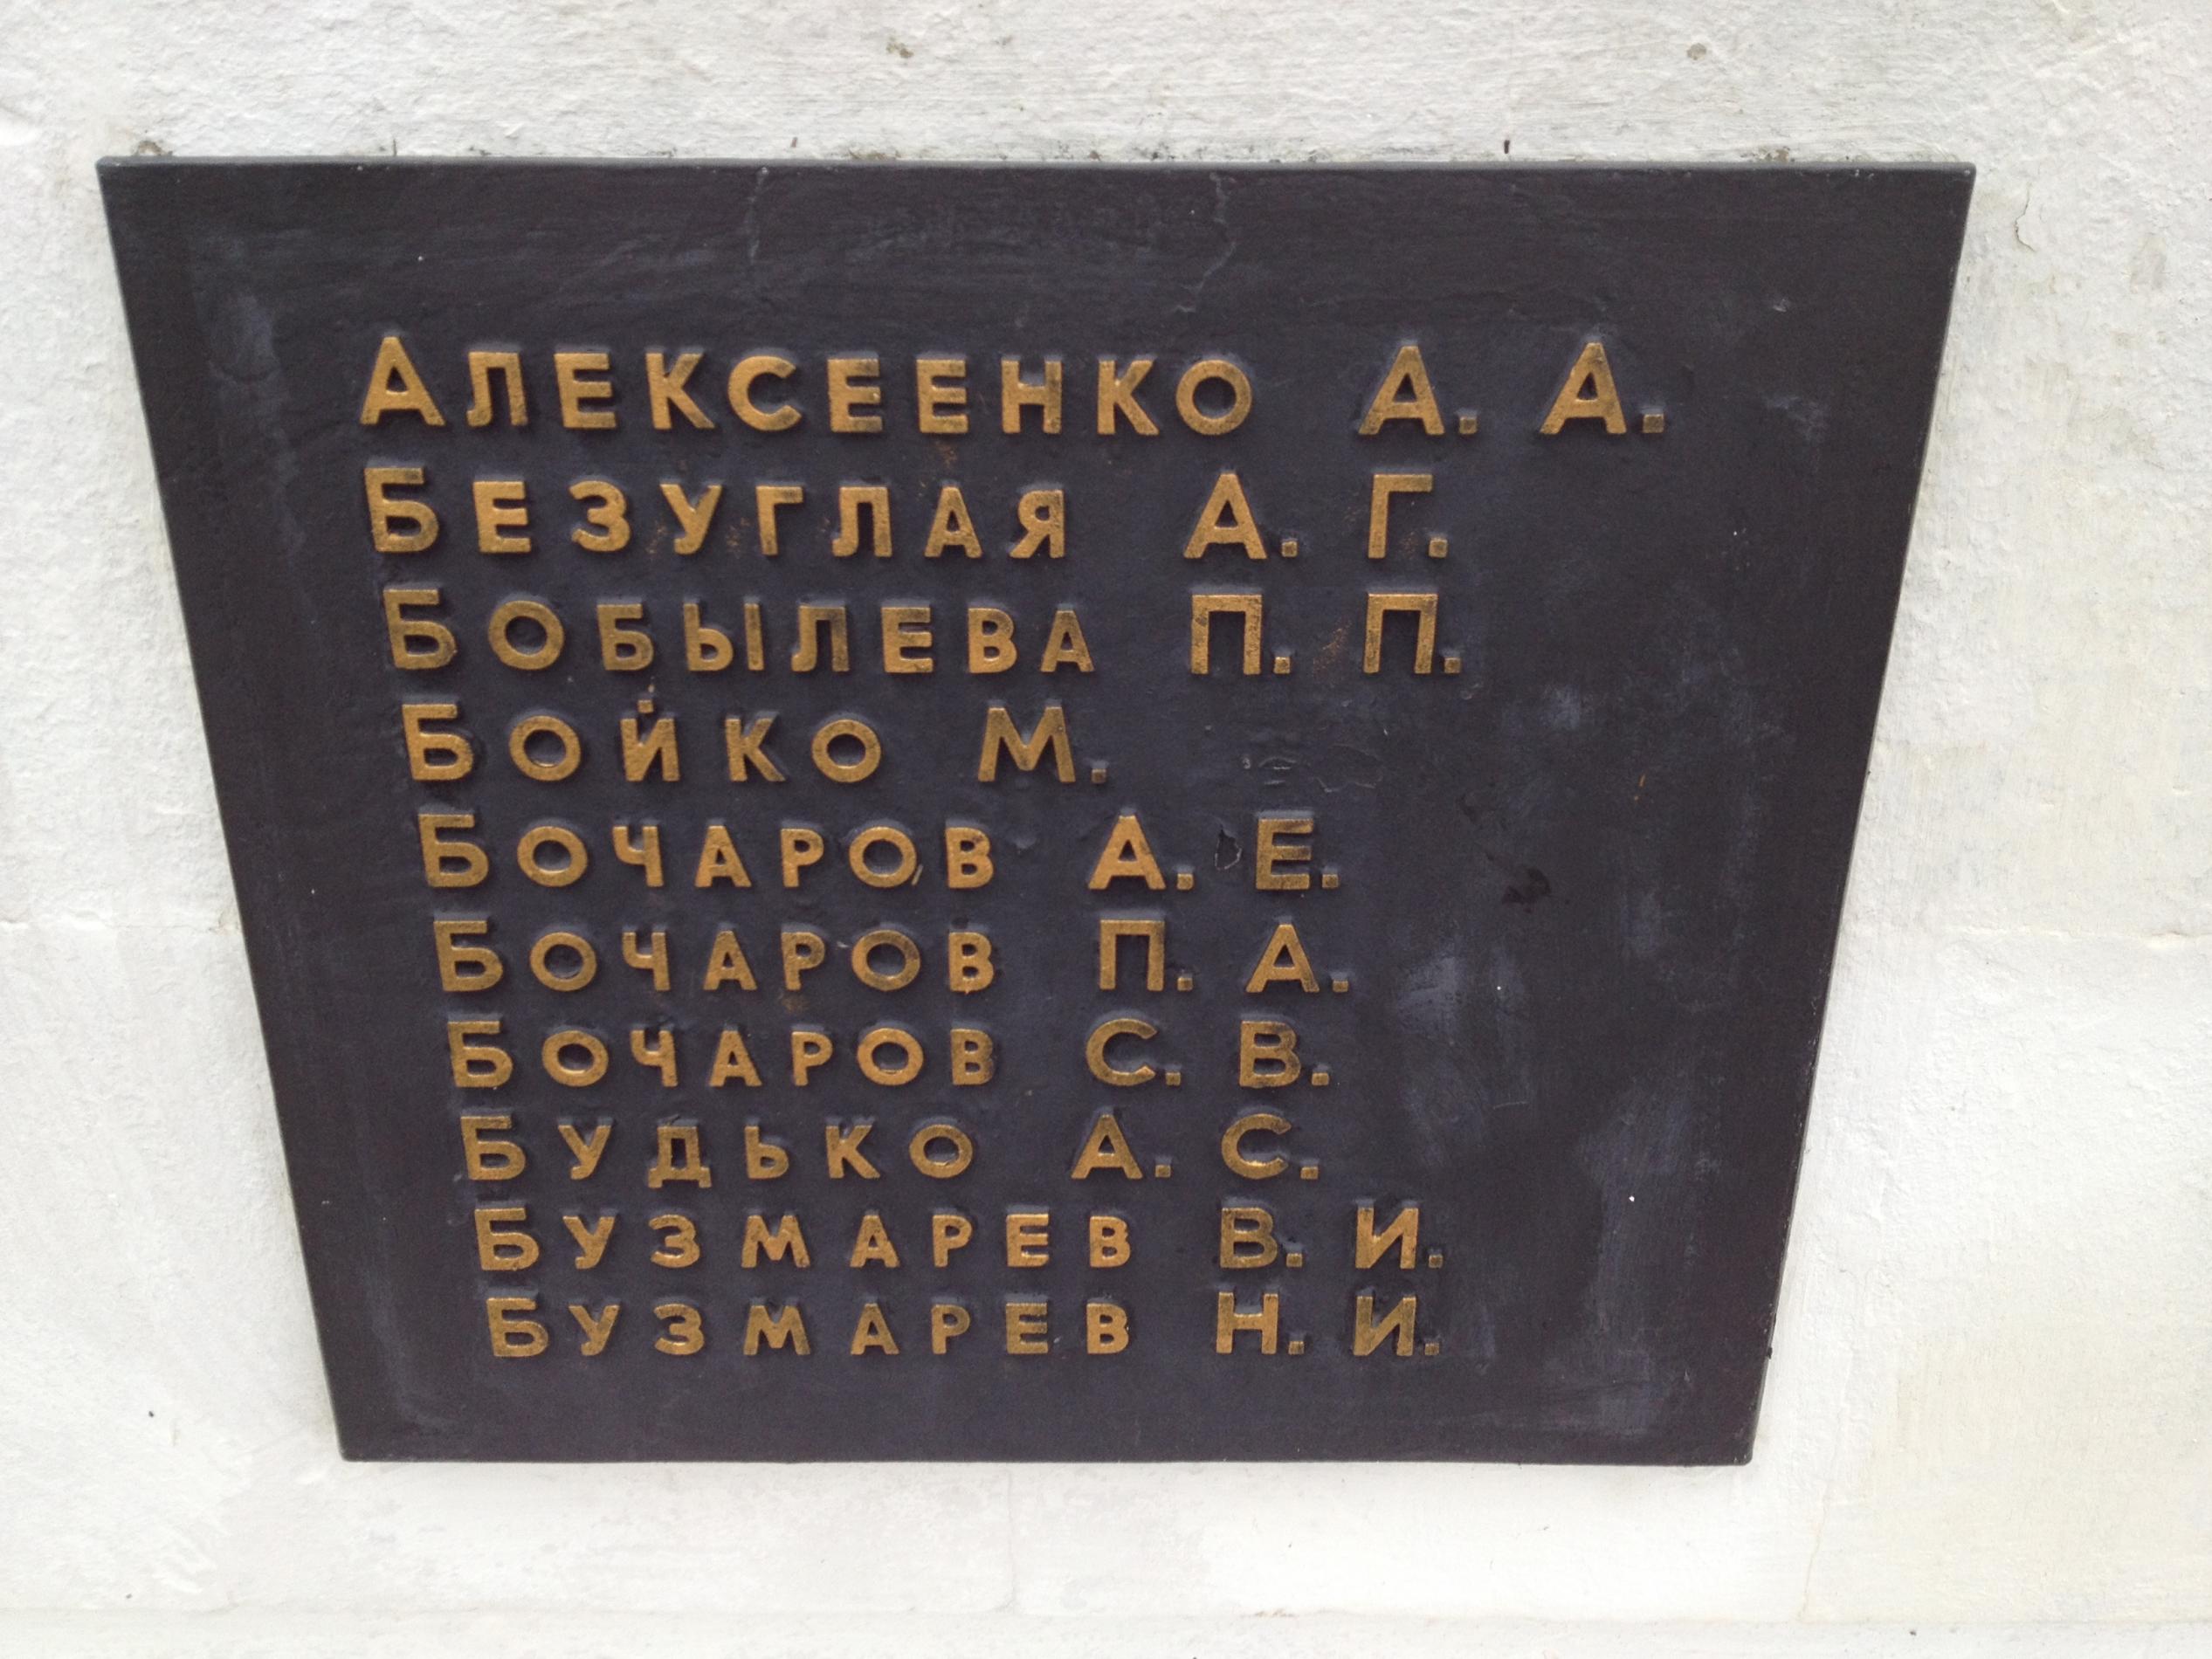 АЛЕКСЕЕНКО А. А.
БЕЗУГЛАЯ А. Г.
БОБЫЛЕВА П. П.
БОЙКО М.
БОЧАРОВ А. Е.
БОЧАРОВ П. А.
БОЧАРОВ С. В.
БУДЬКО А. С.
БУЗМАРЕВ В. И.
БУЗМАРЕВ Н. И.